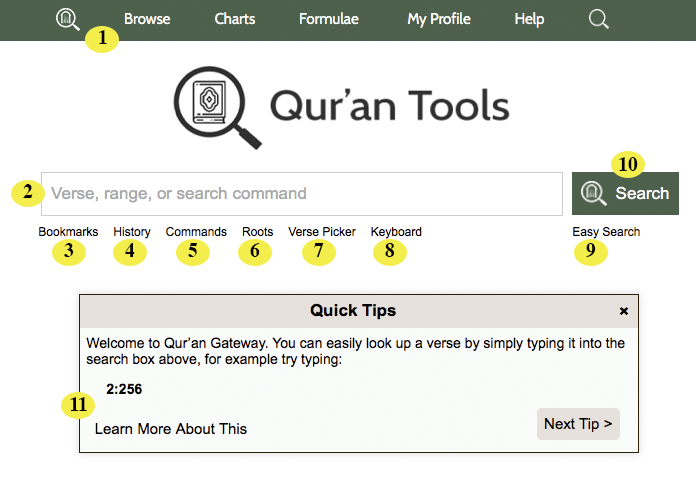 Browse Charts Formulae My Profile Help
1
Qur’an Tools
10
2 Verse, range, or search command Search
Bookmarks History Commands Roots Verse Picker Keyboard Easy Search
3 4 5 6 7 8 9
Quick Tips ×
Welcome to Qur’an Gateway. You can easily look up a verse by simply typing it into the
search box above, for example try typing:
2:256
11
Learn More About This Next Tip >